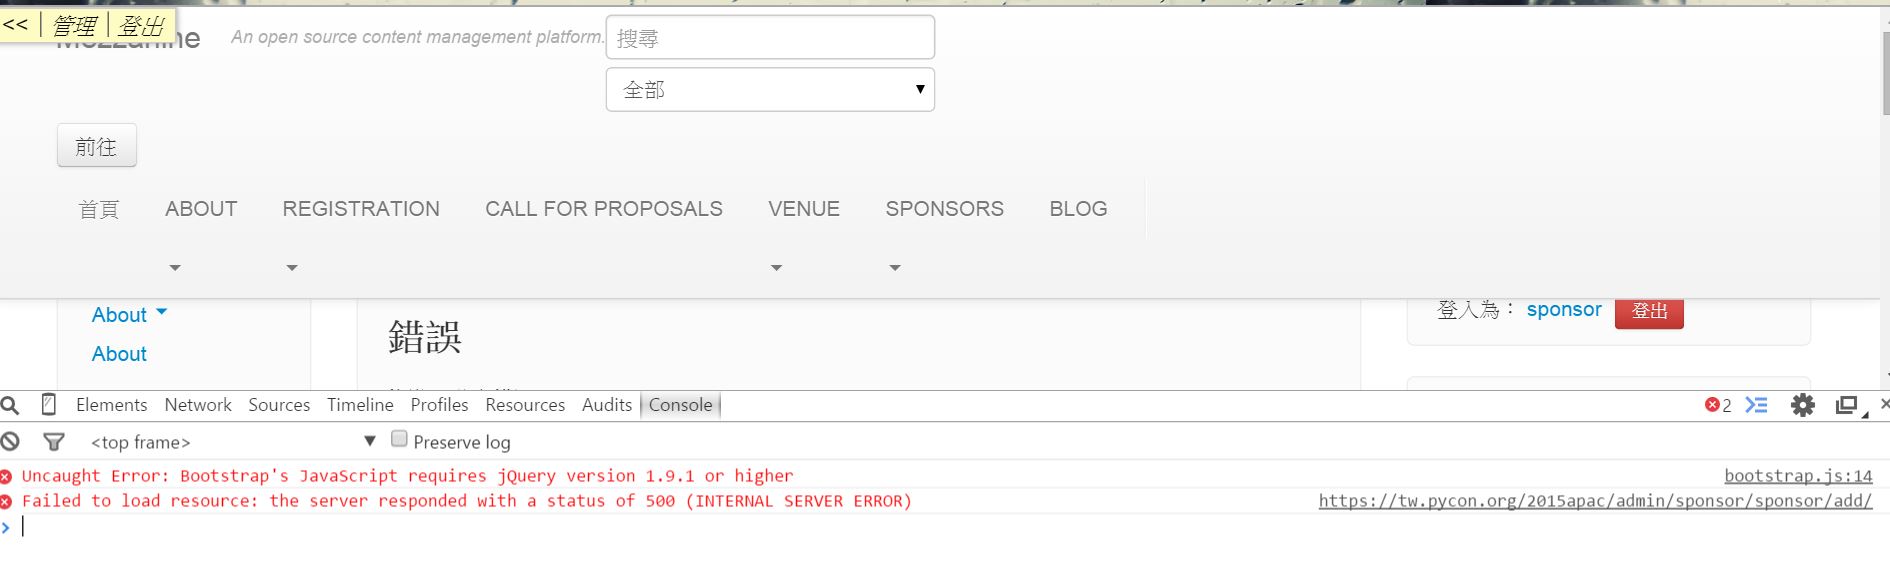 << | 管理 | 登出
Mezzanine An open source content management platform. 搜尋
全部
前往
首頁 ABOUT REGISTRATION CALL FOR PROPOSALS VENUE SPONSORS BLOG
About
About
錯誤
登入為： sponsor 登出
Elements Network Sources Timeline Profiles Resources Audits Console 2
<top frame> Preserve log
Uncaught Error: Bootstrap's JavaScript requires jQuery version 1.9.1 or higher bootstrap.js:14
Failed to load resource: the server responded with a status of 500 (INTERNAL SERVER ERROR) https://tw.pycon.org/2015apac/admin/sponsor/sponsor/add/